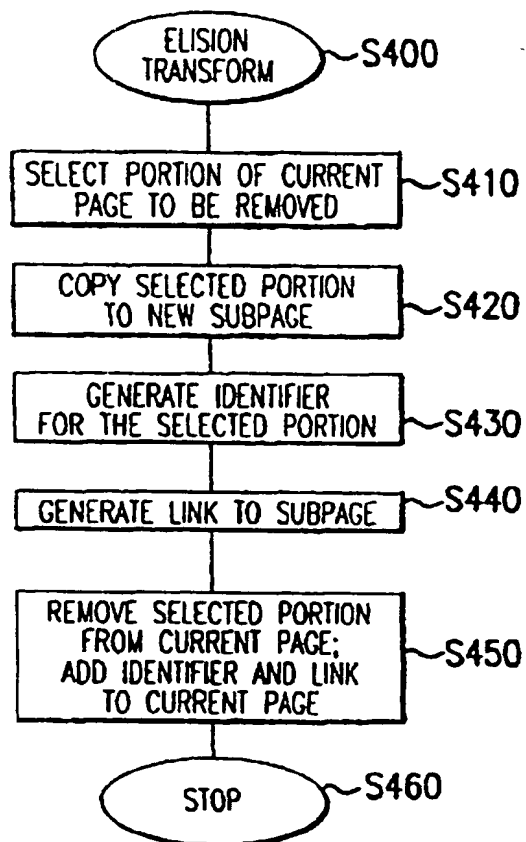 ELISION
TRANSFORM
S400
SELECT PORTION OF CURRENT
PAGE TO BE REMOVED
S410
COPY SELECTED PORTION
TO NEW SUBPAGE
S420
GENERATE IDENTIFIER
FOR THE SELECTED PORTION
S430
GENERATE LINK TO SUBPAGE
S440
REMOVE SELECTED PORTION
FROM CURRENT PAGE;
ADD IDENTIFIER AND LINK
TO CURRENT PAGE
S450
STOP
S460